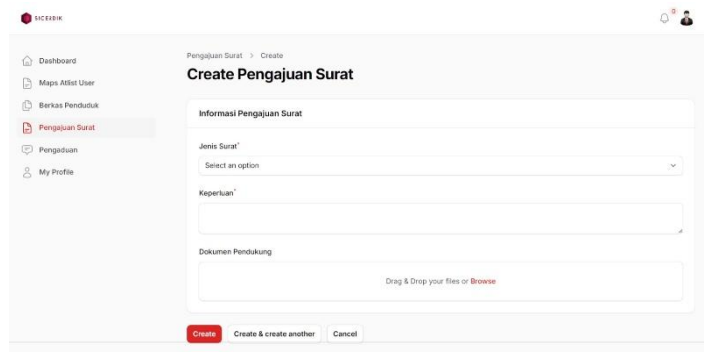 SICERDIK
0
Dashboard
Maps Atlist User
Berkas Penduduk
Pengajuan Surat
Pengaduan
My Profile
Pengajuan Surat > Create
Create Pengajuan Surat
Informasi Pengajuan Surat
Jenis Surat*
Select an option
Keperluan*
Dokumen Pendukung
Drag & Drop your files or Browse
Create
Create & create another
Cancel